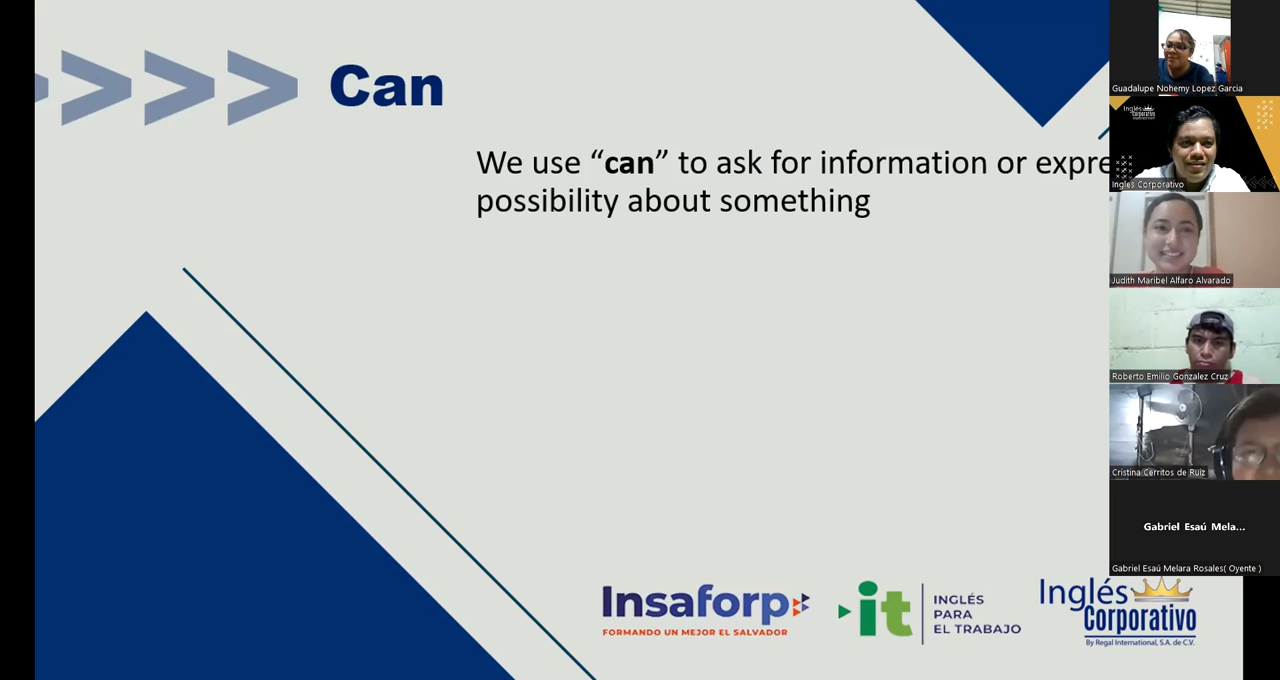 Can
We use “can” to ask for information or expre
possibility about something
Insaforp
FORMANDO UN MEJOR EL SALVADOR
it
INGLÉS
PARA
EL TRABAJO
Inglés
Corporativo
By Regal International, S.A. de C.V.
Guadalupe Nohemy Lopez Garcia
Inglés
Corporativo
Inglés Corporativo
Judith Maribel Alfaro Alvarado
Roberto Emilio Gonzalez Cruz
Cristina Cerritos de Ruiz
Gabriel Esaú Mela...
Gabriel Esaú Melara Rosales( Oyente )